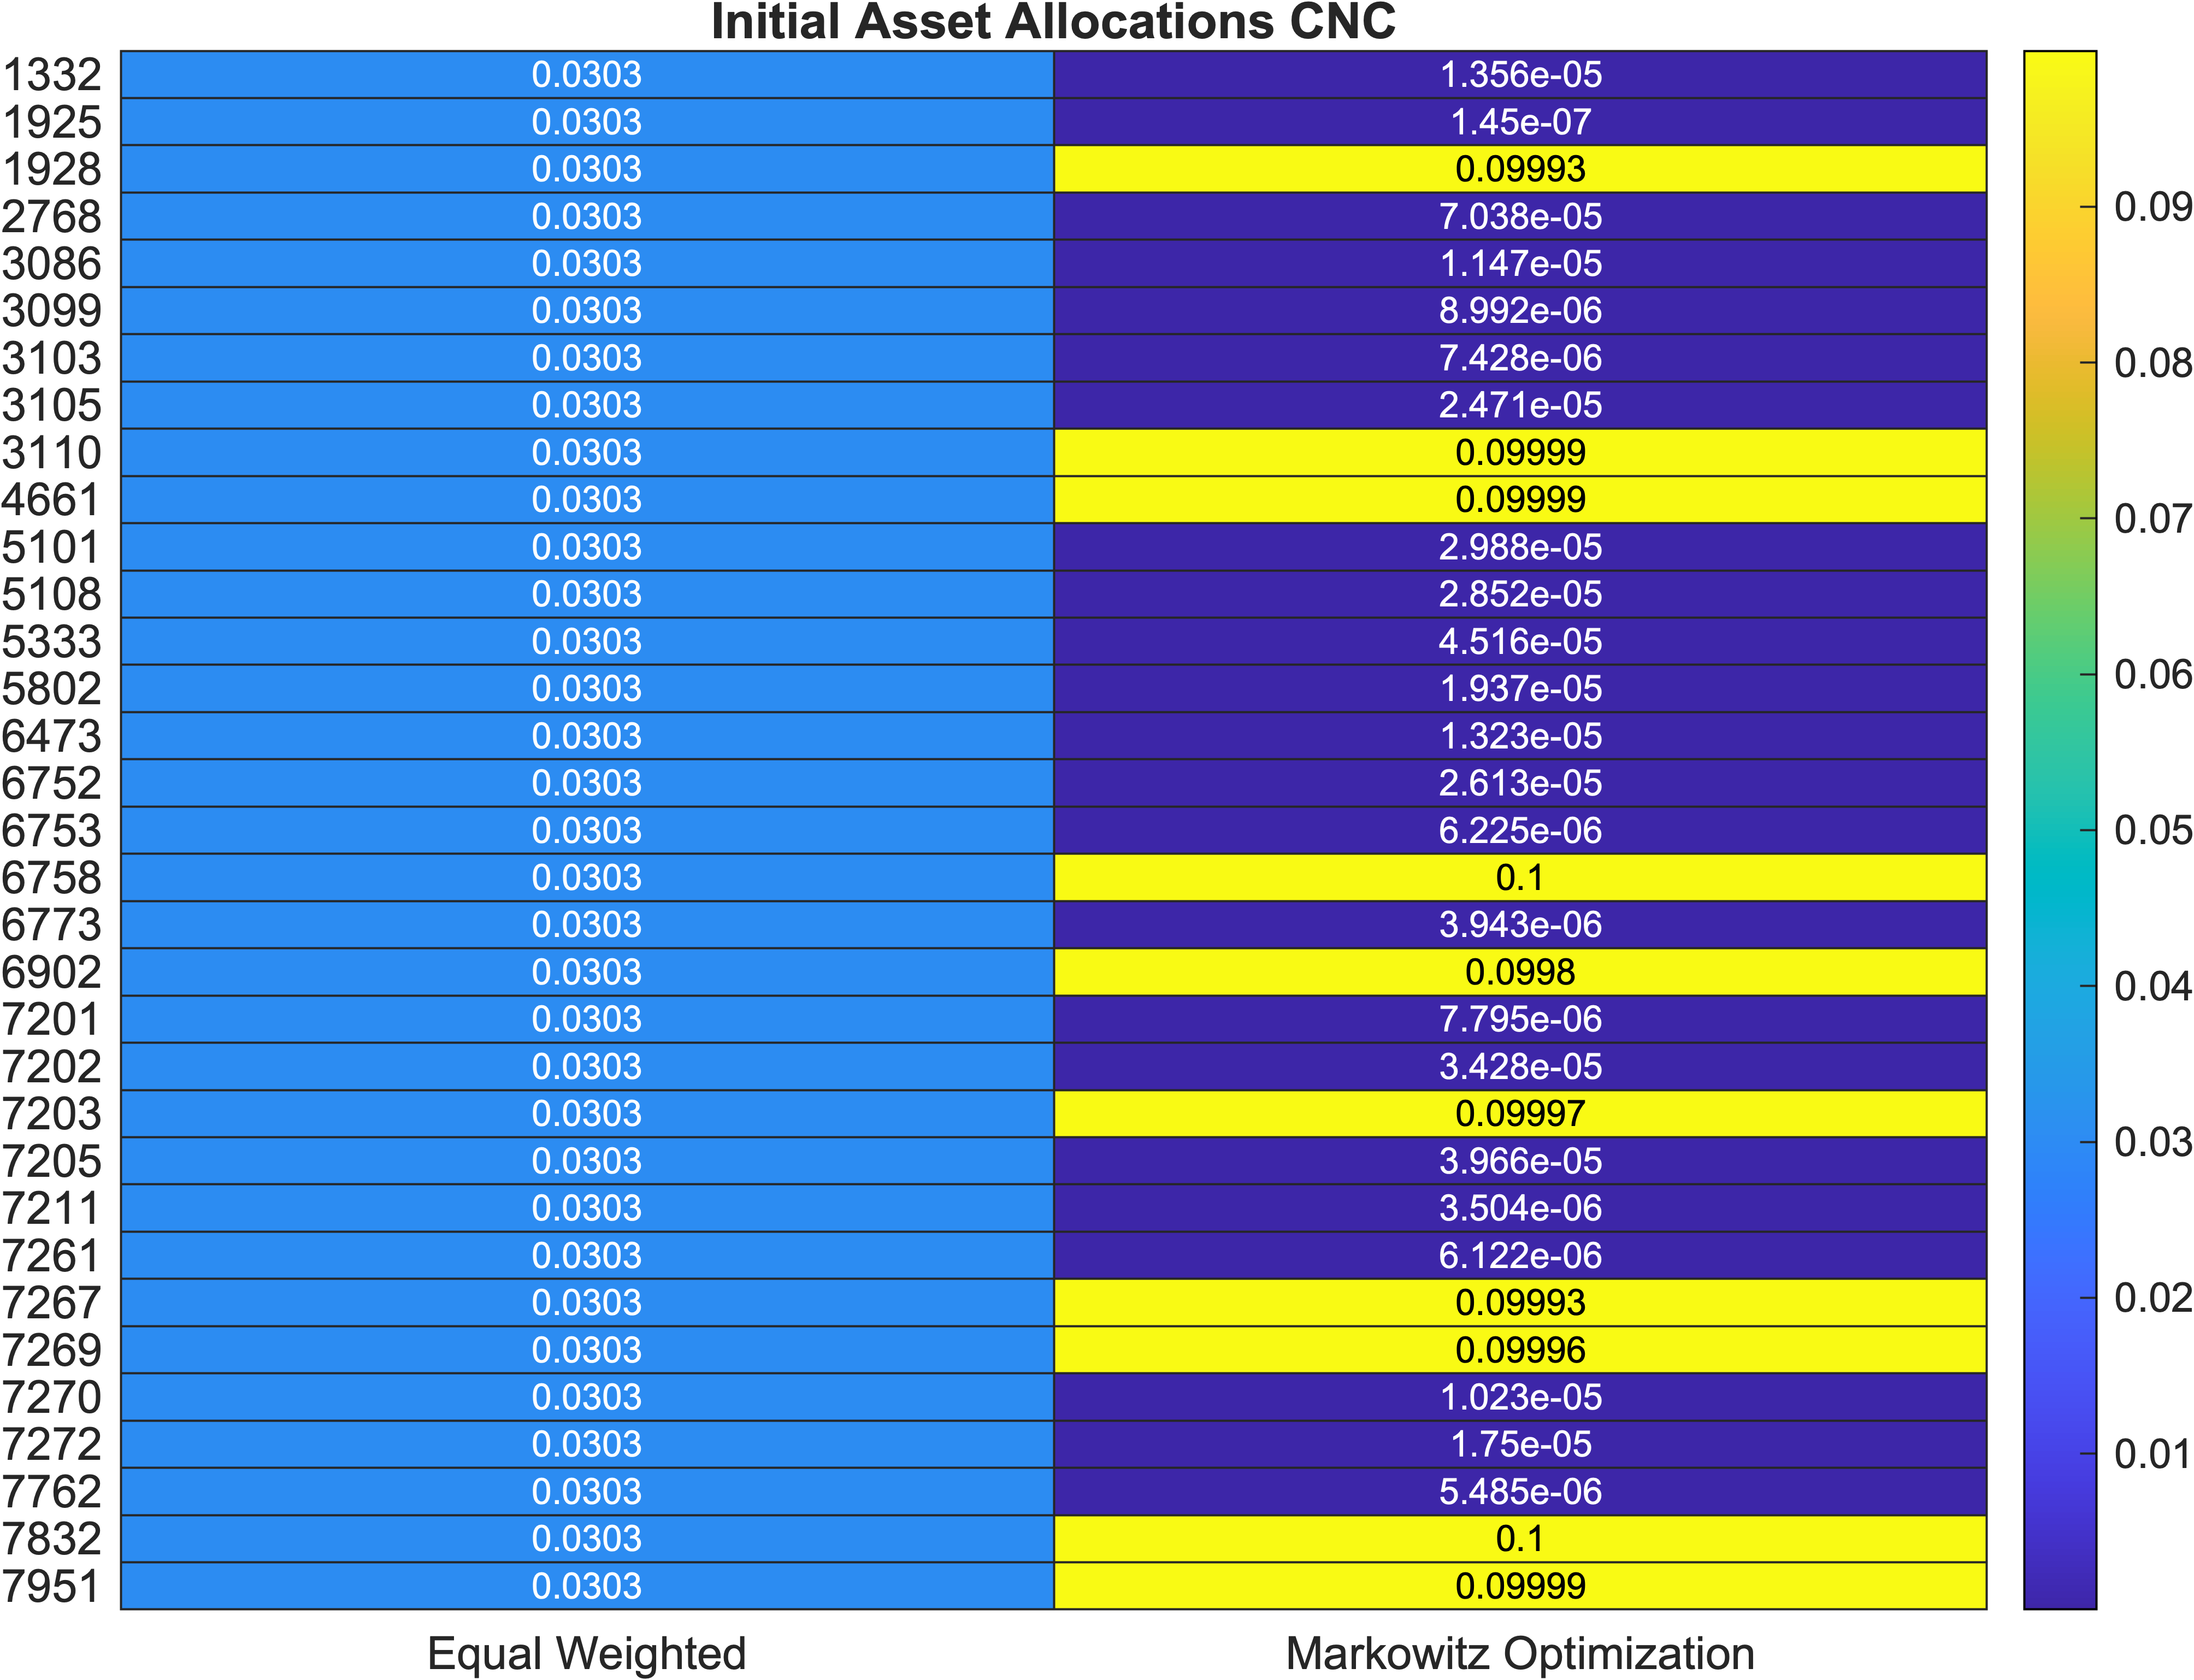 Initial Asset Allocations CNC
1332 0.0303 1.356e-05
1925 0.0303 1.45e-07
1928 0.0303 0.09993
2768 0.0303 7.038e-05
3086 0.0303 1.147e-05
3099 0.0303 8.992e-06
3103 0.0303 7.428e-06
3105 0.0303 2.471e-05
3110 0.0303 0.09999
4661 0.0303 0.09999
5101 0.0303 2.988e-05
5108 0.0303 2.852e-05
5333 0.0303 4.516e-05
5802 0.0303 1.937e-05
6473 0.0303 1.323e-05
6752 0.0303 2.613e-05
6753 0.0303 6.225e-06
6758 0.0303 0.1
6773 0.0303 3.943e-06
6902 0.0303 0.0998
7201 0.0303 7.795e-06
7202 0.0303 3.428e-05
7203 0.0303 0.09997
7205 0.0303 3.966e-05
7211 0.0303 3.504e-06
7261 0.0303 6.122e-06
7267 0.0303 0.09993
7269 0.0303 0.09996
7270 0.0303 1.023e-05
7272 0.0303 1.75e-05
7762 0.0303 5.485e-06
7832 0.0303 0.1
7951 0.0303 0.09999
Equal Weighted Markowitz Optimization
0.09
0.08
0.07
0.06
0.05
0.04
0.03
0.02
0.01